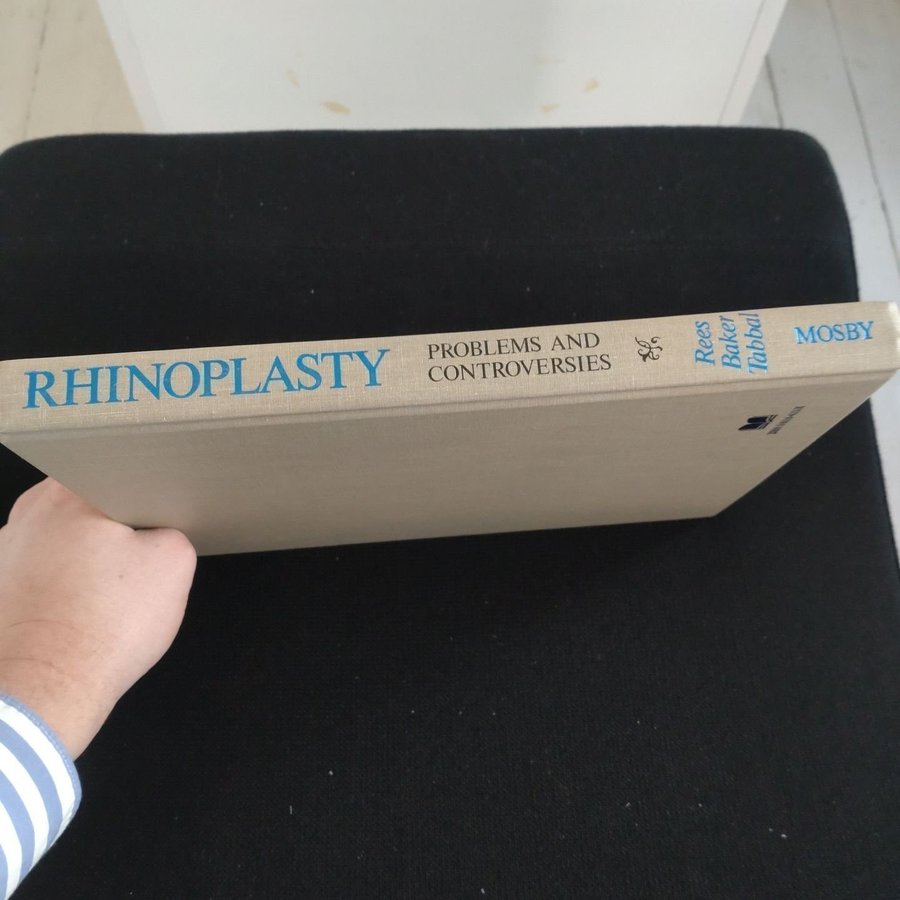 RHINOPLASTY
PROBLEMS AND
CONTROVERSIES
Rees
Baker
Tabbal
MOSBY